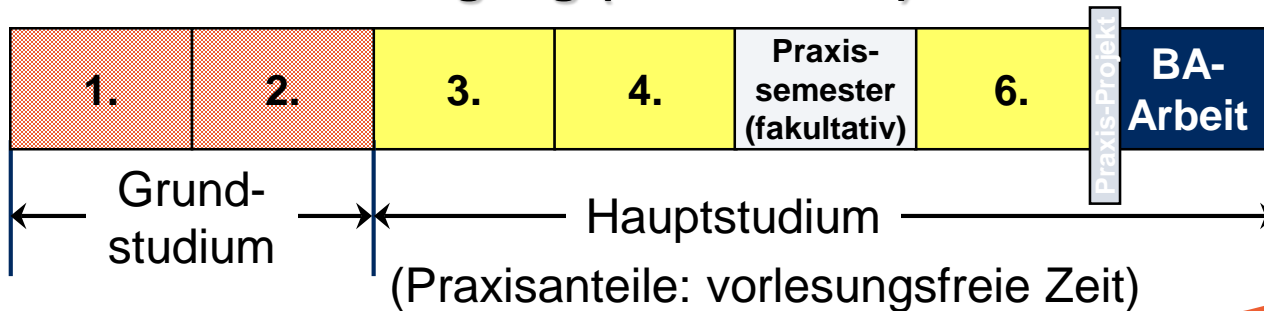 1.
2.
3.
4.
Praxis-
semester
(fakultativ)
6.
Praxis-Projekt
BA-
Arbeit
Grund-
studium
Hauptstudium
(Praxisanteile: vorlesungsfreie Zeit)